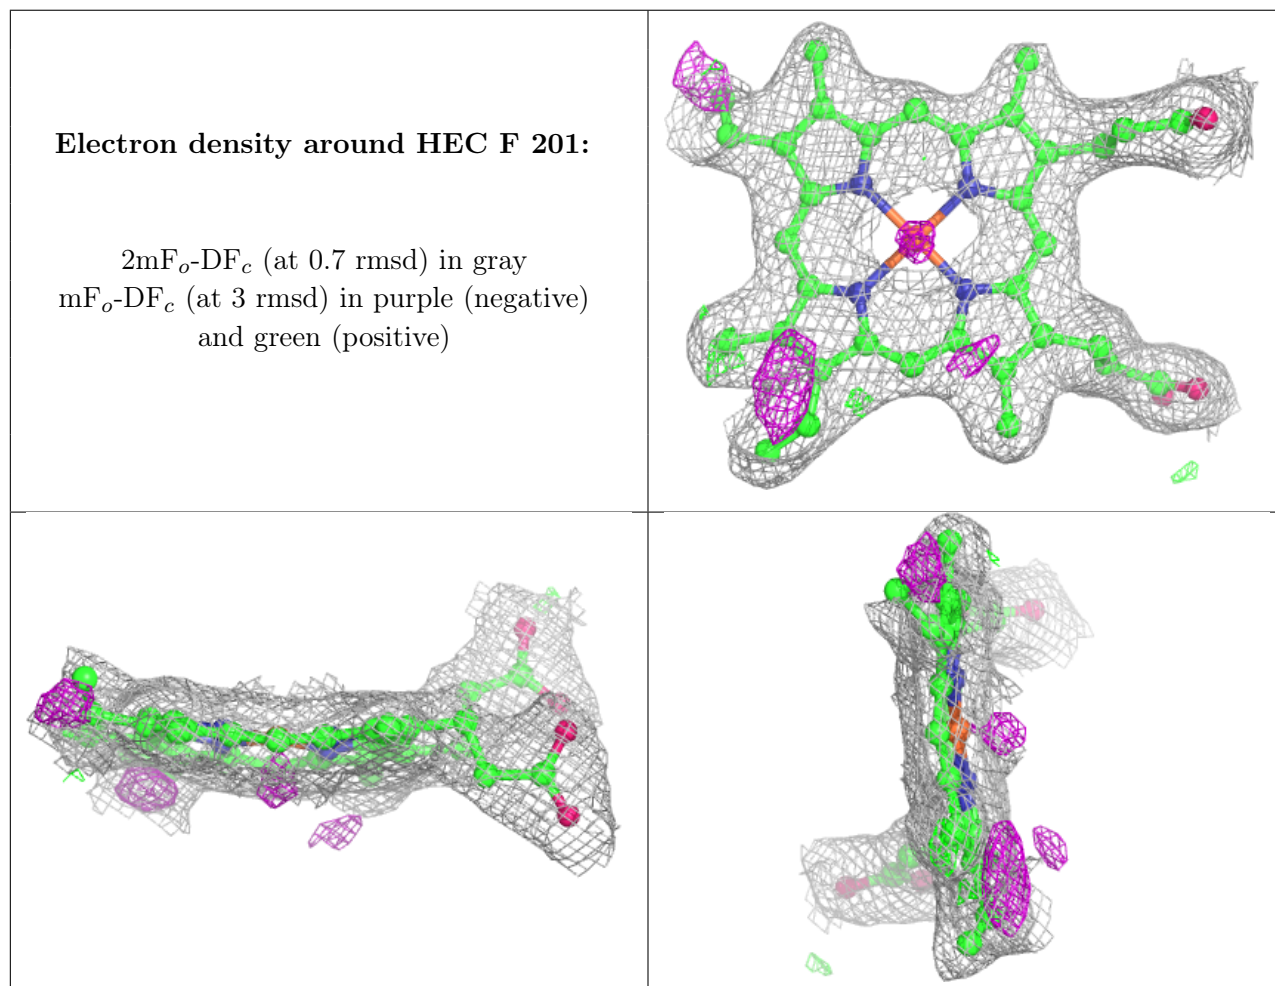 Electron density around HEC F 201:
2mFo-DFc (at 0.7 rmsd) in gray
mFo-DFc (at 3 rmsd) in purple (negative)
and green (positive)